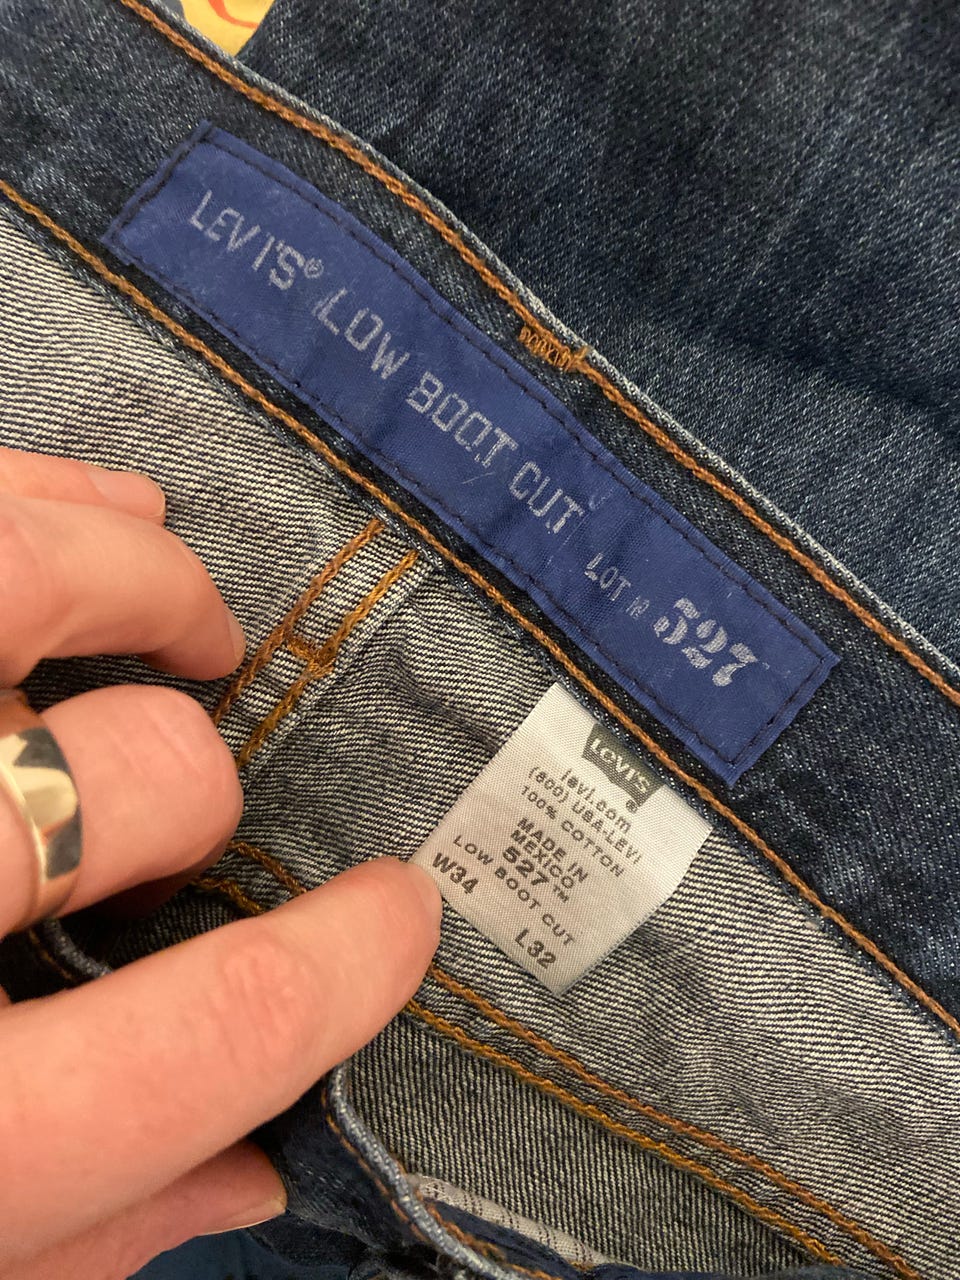 LEVI'S® LOW BOOT CUT LOT № 527
Levi's ®
levi.com
(800) USA-LEVI
100% COTTON
MADE IN
MEXICO
527™
LOW BOOT CUT
W34 L32